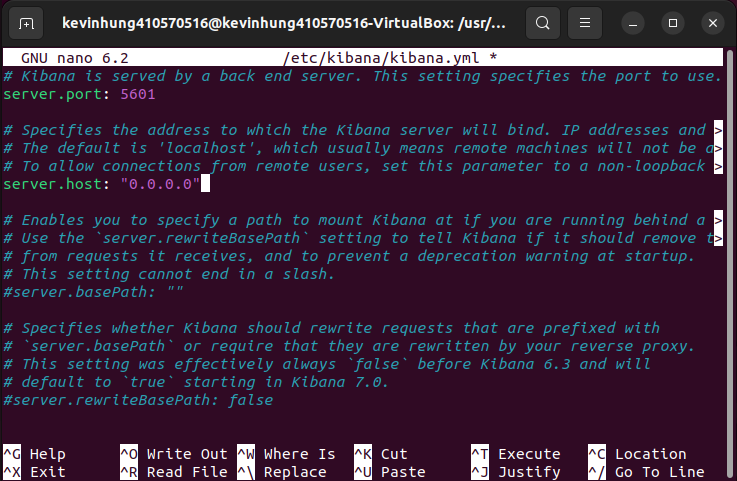 kevinhung410570516@kevinhung410570516-VirtualBox: /usr/...
GNU nano 6.2 /etc/kibana/kibana.yml *
# Kibana is served by a back end server. This setting specifies the port to use.
server.port: 5601
# Specifies the address to which the Kibana server will bind. IP addresses and >
# The default is 'localhost', which usually means remote machines will not be a>
# To allow connections from remote users, set this parameter to a non-loopback >
server.host: "0.0.0.0"
# Enables you to specify a path to mount Kibana at if you are running behind a >
# Use the `server.rewriteBasePath` setting to tell Kibana if it should remove t>
# from requests it receives, and to prevent a deprecation warning at startup.
# This setting cannot end in a slash.
#server.basePath: ""
# Specifies whether Kibana should rewrite requests that are prefixed with
# `server.basePath` or require that they are rewritten by your reverse proxy.
# This setting was effectively always `false` before Kibana 6.3 and will
# default to `true` starting in Kibana 7.0.
#server.rewriteBasePath: false
^G Help ^O Write Out ^W Where Is ^K Cut ^T Execute ^C Location
^X Exit ^R Read File ^\ Replace ^U Paste ^J Justify ^/ Go To Line